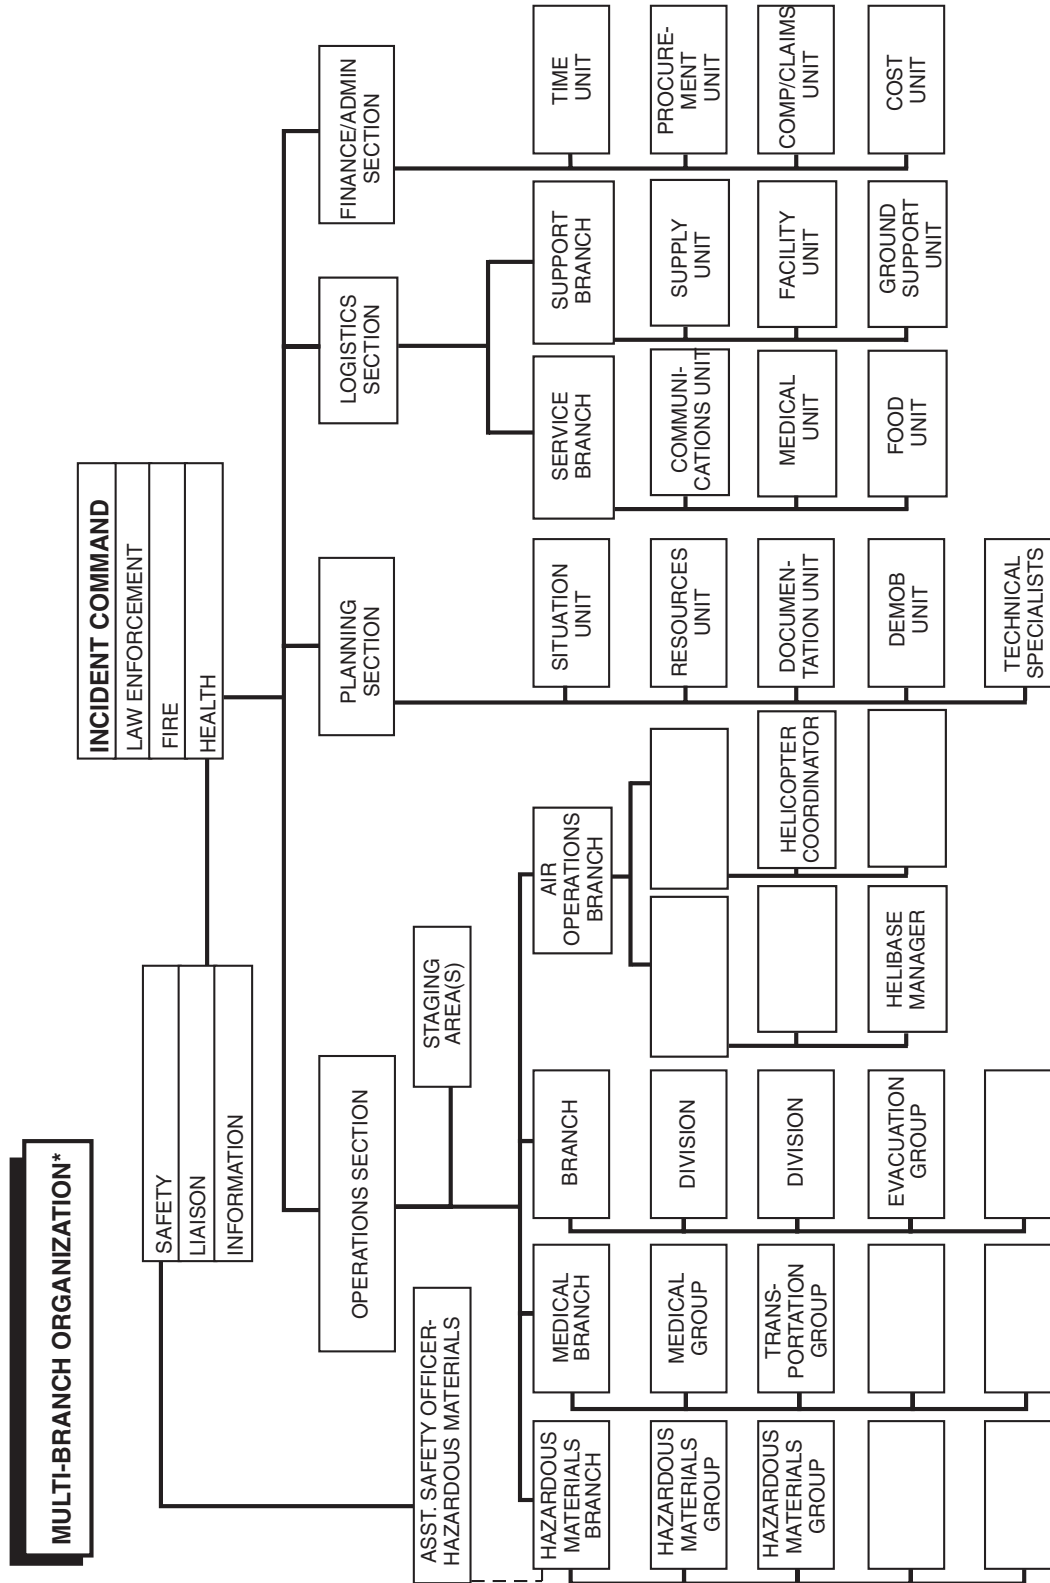 MULTI-BRANCH ORGANIZATION*
INCIDENT COMMAND
LAW ENFORCEMENT
FIRE
HEALTH
SAFETY
LIAISON
INFORMATION
OPERATIONS SECTION
PLANNING
SECTION
LOGISTICS
SECTION
FINANCE/ADMIN
SECTION
ASST. SAFETY OFFICER-
HAZARDOUS MATERIALS
STAGING
AREA(S)
HAZARDOUS
MATERIALS
BRANCH
MEDICAL
BRANCH
BRANCH
AIR
OPERATIONS
BRANCH
SITUATION
UNIT
SERVICE
BRANCH
SUPPORT
BRANCH
TIME
UNIT
HAZARDOUS
MATERIALS
GROUP
MEDICAL
GROUP
DIVISION
RESOURCES
UNIT
COMMUNI-
CATIONS UNIT
SUPPLY
UNIT
PROCURE-
MENT
UNIT
HAZARDOUS
MATERIALS
GROUP
TRANS-
PORTATION
GROUP
DIVISION
HELICOPTER
COORDINATOR
DOCUMEN-
TATION UNIT
MEDICAL
UNIT
FACILITY
UNIT
COMP/CLAIMS
UNIT
EVACUATION
GROUP
HELIBASE
MANAGER
DEMOB
UNIT
FOOD
UNIT
GROUND
SUPPORT
UNIT
COST
UNIT
TECHNICAL
SPECIALISTS